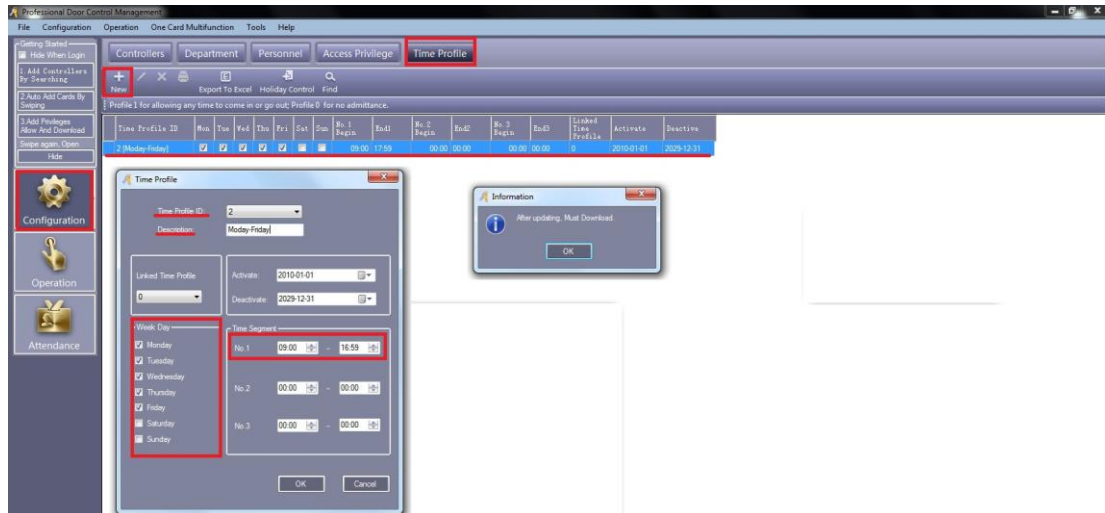 Professional Door Control Management
File Configuration Operation One Card Multifunction Tools Help
Getting Started
Hide When Login
1.Add Controllers
By Searching
2.Auto Add Cards By
Swiping
3.Add Privileges
Allow And Download
Swipe again, Open
Hide
Configuration
Operation
Attendance
Controllers Department Personnel Access Privilege Time Profile
New Export To Excel Holiday Control Find
Profile 1 for allowing any time to come in or go out; Profile 0 for no admittance.
Time Profile ID Mon Tue Wed Thu Fri Sat Sun No.1 Begin End1 No.2 Begin End2 No.3 Begin End3 Linked Time Profile Activate Deactive
2 [Moday-Friday] 09:00 17:59 00:00 00:00 00:00 00:00 0 2010-01-01 2029-12-31
Time Profile
Time Profile ID: 2
Description: Moday-Friday
Linked Time Profile
0
Activate: 2010-01-01
Deactivate: 2029-12-31
Week Day
Monday
Tuesday
Wednesday
Thursday
Friday
Saturday
Sunday
Time Segment
No.1 09:00 - 16:59
No.2 00:00 - 00:00
No.3 00:00 - 00:00
OK Cancel
Information
After updating, Must Download.
OK